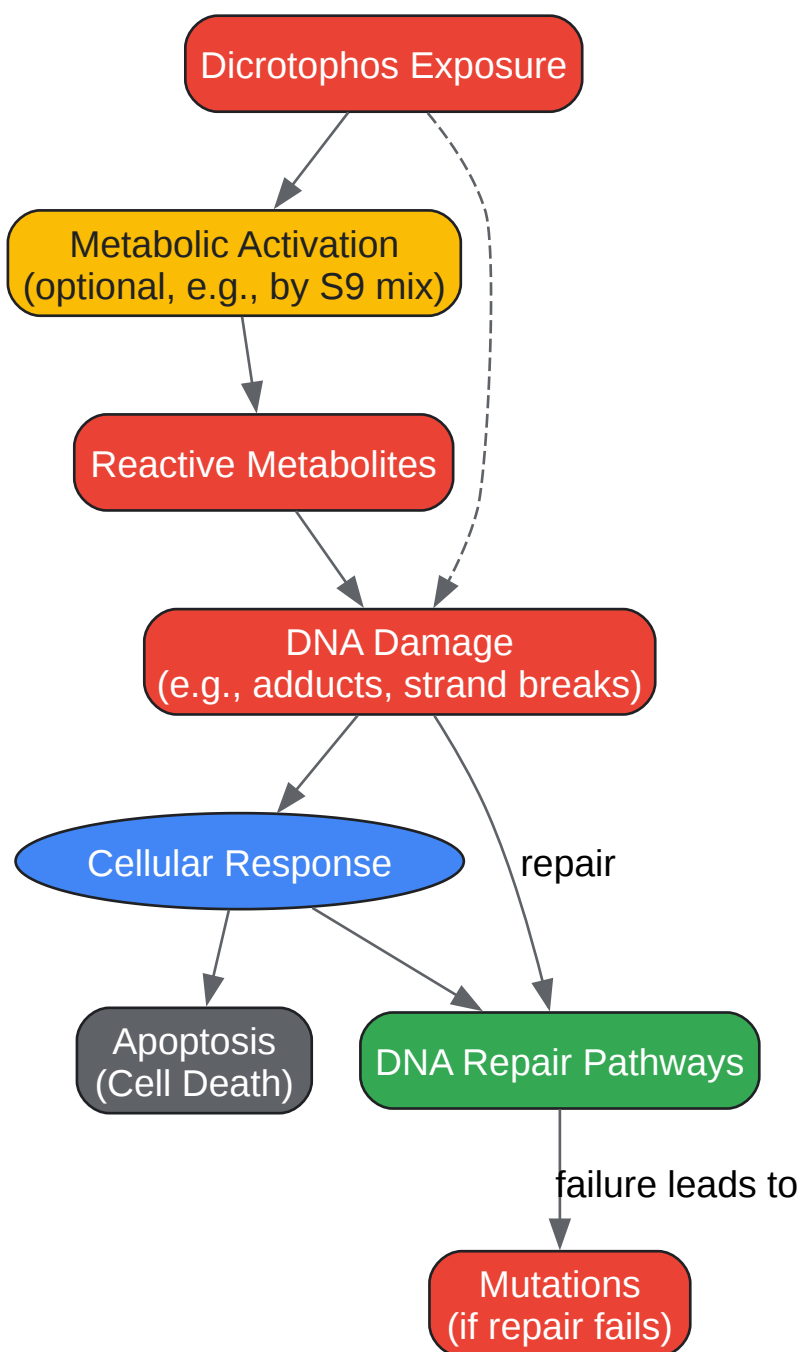 Dicrotophos Exposure
Metabolic Activation
(optional, e.g., by S9 mix)
Reactive Metabolites
DNA Damage
(e.g., adducts, strand breaks)
Cellular Response
repair
Apoptosis
(Cell Death)
DNA Repair Pathways
failure leads to
Mutations
(if repair fails)